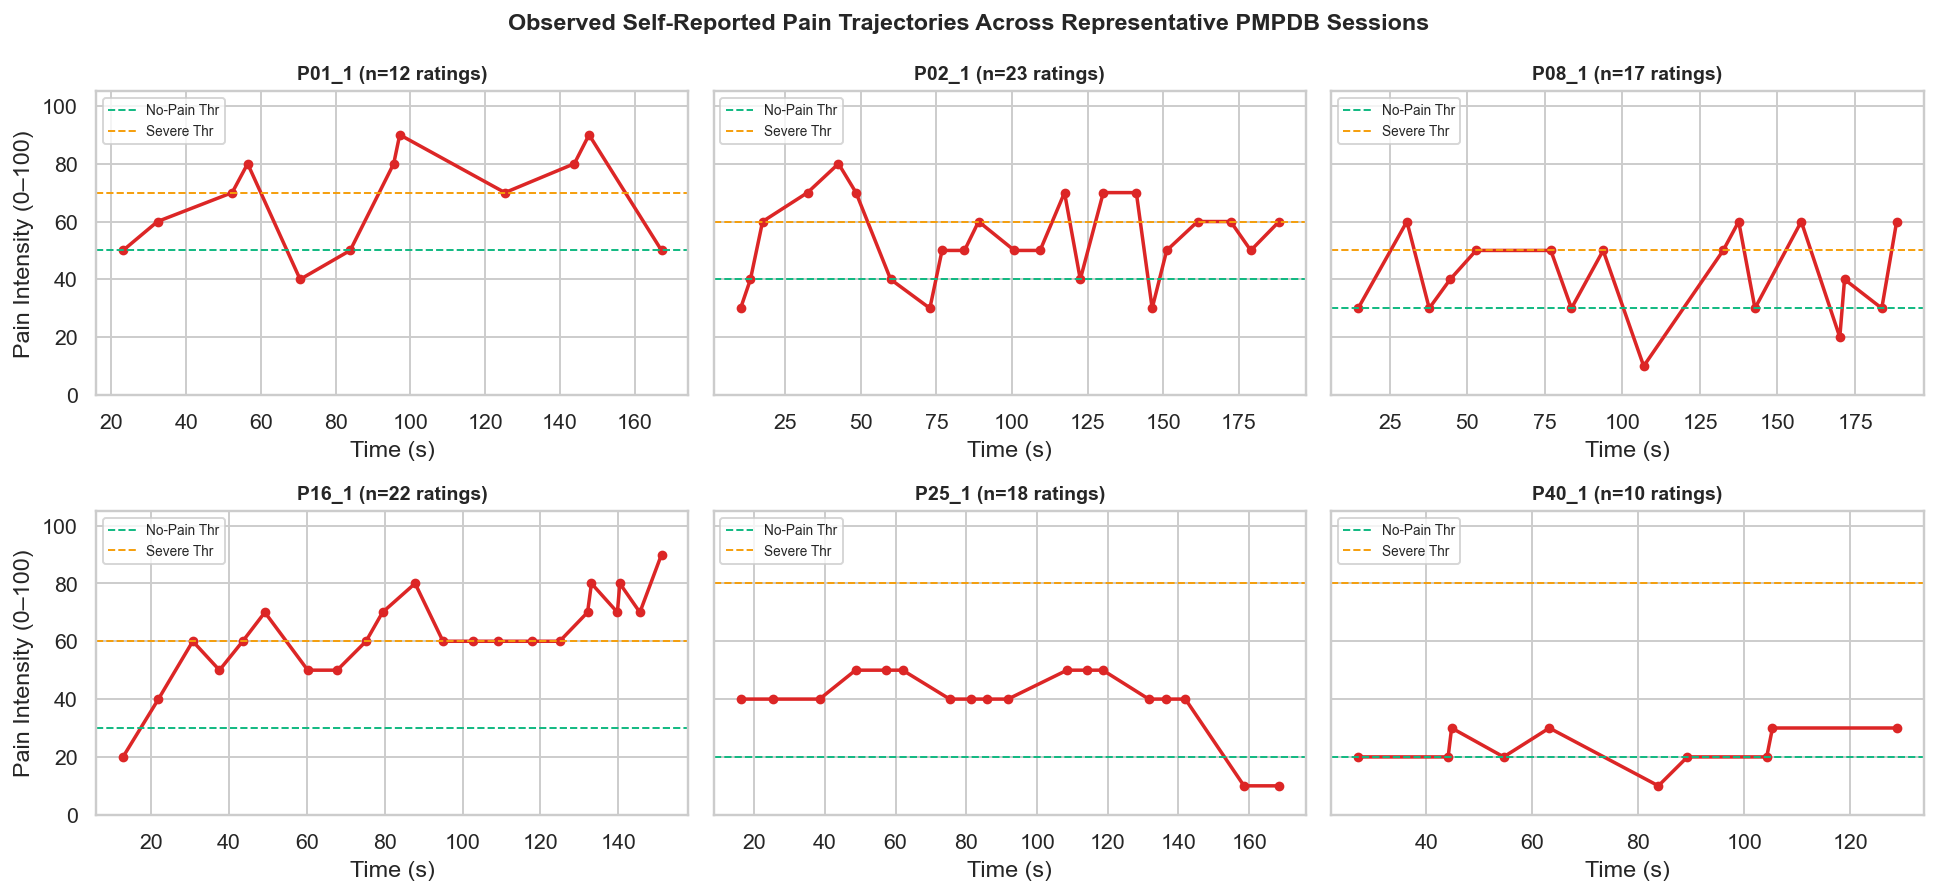 Observed Self-Reported Pain Trajectories Across Representative PMPDB Sessions
P01_1 (n=12 ratings)
No-Pain Thr
Severe Thr
Pain Intensity (0–100)
100
80
60
40
20
0
20 40 60 80 100 120 140 160
Time (s)
P02_1 (n=23 ratings)
No-Pain Thr
Severe Thr
25 50 75 100 125 150 175
Time (s)
P08_1 (n=17 ratings)
No-Pain Thr
Severe Thr
25 50 75 100 125 150 175
Time (s)
P16_1 (n=22 ratings)
No-Pain Thr
Severe Thr
Pain Intensity (0–100)
100
80
60
40
20
0
20 40 60 80 100 120 140
Time (s)
P25_1 (n=18 ratings)
No-Pain Thr
Severe Thr
20 40 60 80 100 120 140 160
Time (s)
P40_1 (n=10 ratings)
No-Pain Thr
Severe Thr
40 60 80 100 120
Time (s)